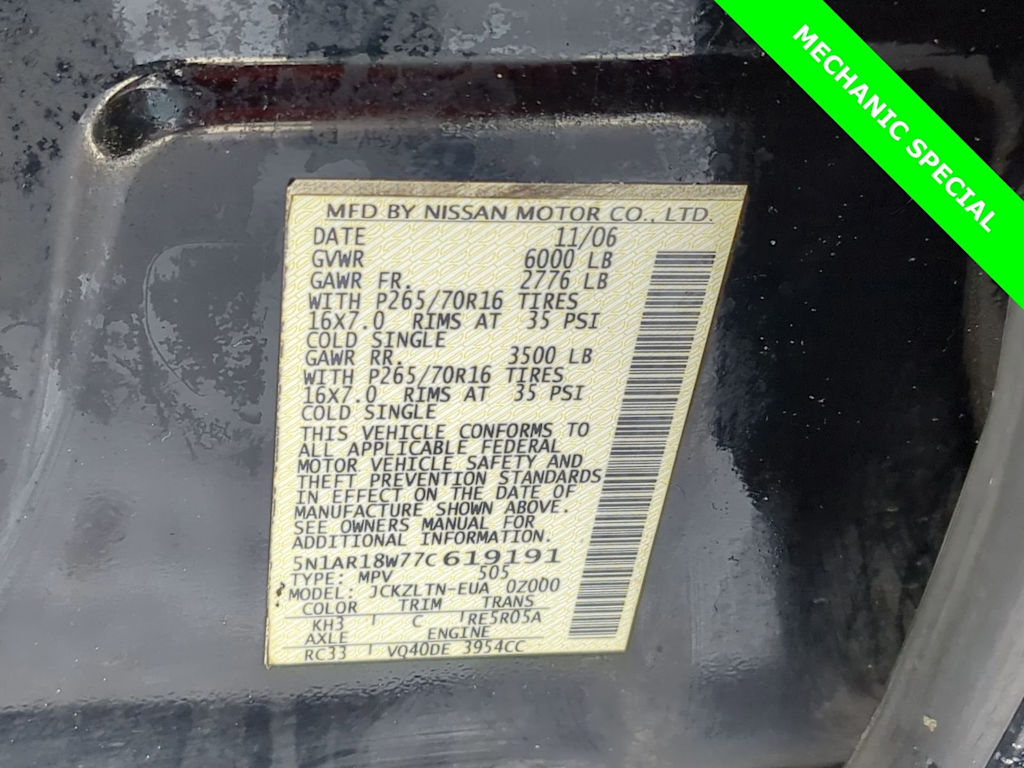 MECHANIC SPECIAL
MFD BY NISSAN MOTOR CO., LTD.
DATE 11/06
GVWR 6000 LB
GAWR FR. 2776 LB
WITH P265/70R16 TIRES
16X7.0 RIMS AT 35 PSI
COLD SINGLE
GAWR RR. 3500 LB
WITH P265/70R16 TIRES
16X7.0 RIMS AT 35 PSI
COLD SINGLE
THIS VEHICLE CONFORMS TO
ALL APPLICABLE FEDERAL
MOTOR VEHICLE SAFETY AND
THEFT PREVENTION STANDARDS
IN EFFECT ON THE DATE OF
MANUFACTURE SHOWN ABOVE.
SEE OWNERS MANUAL FOR
ADDITIONAL INFORMATION.
5N1AR18W77C619191
TYPE: MPV 505
MODEL: JCKZLTN-EUA 0Z0D0
COLOR TRIM TRANS
KH3 C RE5R05A
AXLE ENGINE
RC33 VQ40DE 3954CC